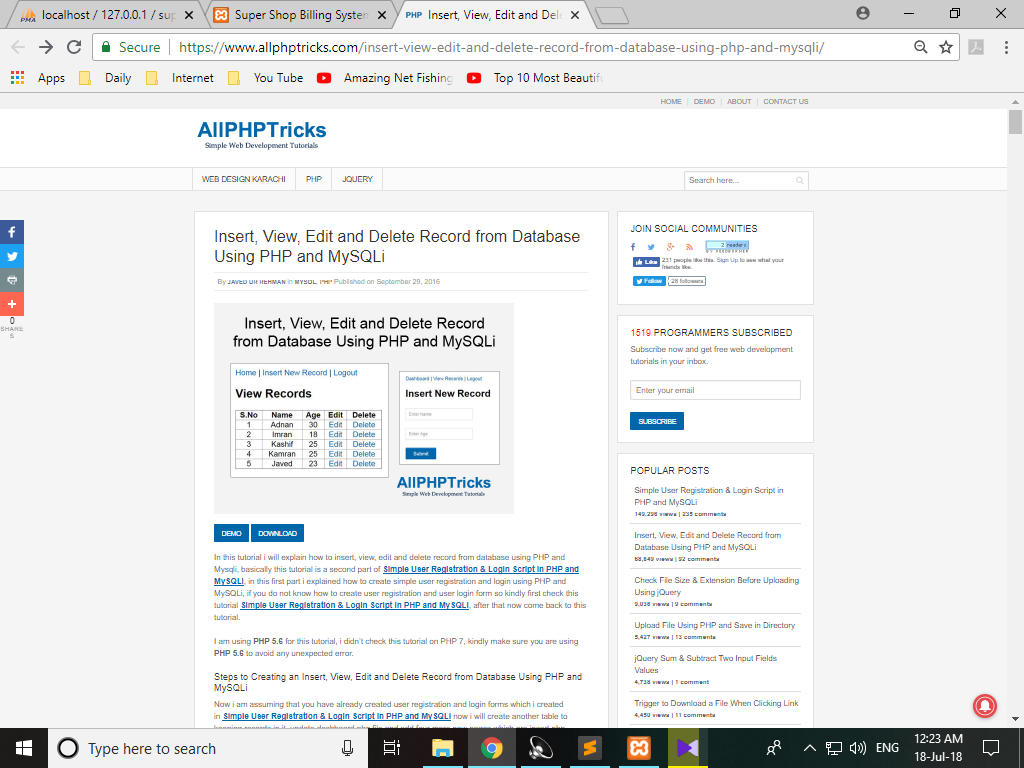 localhost / 127.0.0.1 / sup
Super Shop Billing System
PHP Insert, View, Edit and Del
Secure https://www.allphptricks.com/insert-view-edit-and-delete-record-from-database-using-php-and-mysqli/
Apps Daily Internet You Tube Amazing Net Fishing Top 10 Most Beautifu
HOME | DEMO | ABOUT | CONTACT US
AllPHPTricks
Simple Web Development Tutorials
WEB DESIGN KARACHI PHP JQUERY
Search here...
0
SHARES
Insert, View, Edit and Delete Record from Database
Using PHP and MySQLi
By JAVED UR REHMAN in MYSQL, PHP Published on September 29, 2016
Insert, View, Edit and Delete Record
from Database Using PHP and MySQLi
Home | Insert New Record | Logout
View Records
S.No Name Age Edit Delete
1 Adnan 30 Edit Delete
2 Imran 18 Edit Delete
3 Kashif 25 Edit Delete
4 Kamran 25 Edit Delete
5 Javed 23 Edit Delete
Dashboard | View Records | Logout
Insert New Record
Enter Name
Enter Age
Submit
AllPHPTricks
Simple Web Development Tutorials
DEMO DOWNLOAD
In this tutorial i will explain how to insert, view, edit and delete record from database using PHP and
Mysqli, basically this tutorial is a second part of Simple User Registration & Login Script in PHP and
MySQLi, in this first part i explained how to create simple user registration and login using PHP and
MySQLi, if you do not know how to create user registration and user login form so kindly first check this
tutorial Simple User Registration & Login Script in PHP and MySQLi, after that now come back to this
tutorial.
I am using PHP 5.6 for this tutorial, i didn't check this tutorial on PHP 7, kindly make sure you are using
PHP 5.6 to avoid any unexpected error.
Steps to Creating an Insert, View, Edit and Delete Record from Database Using PHP and
MySQLi
Now i am assuming that you have already created user registration and login forms which i created
in Simple User Registration & Login Script in PHP and MySQLi now i will create another table to
JOIN SOCIAL COMMUNITIES
2 readers
BY FEEDBURNER
Like 231 people like this. Sign Up to see what your
friends like.
Follow 28 followers
1519 PROGRAMMERS SUBSCRIBED
Subscribe now and get free web development
tutorials in your inbox.
Enter your email
SUBSCRIBE
POPULAR POSTS
Simple User Registration & Login Script in
PHP and MySQLi
149,296 views | 235 comments
Insert, View, Edit and Delete Record from
Database Using PHP and MySQLi
68,849 views | 92 comments
Check File Size & Extension Before Uploading
Using jQuery
9,036 views | 9 comments
Upload File Using PHP and Save in Directory
5,427 views | 13 comments
jQuery Sum & Subtract Two Input Fields
Values
4,738 views | 1 comment
Trigger to Download a File When Clicking Link
4,450 views | 11 comments
Type here to search
ENG
12:23 AM
18-Jul-18